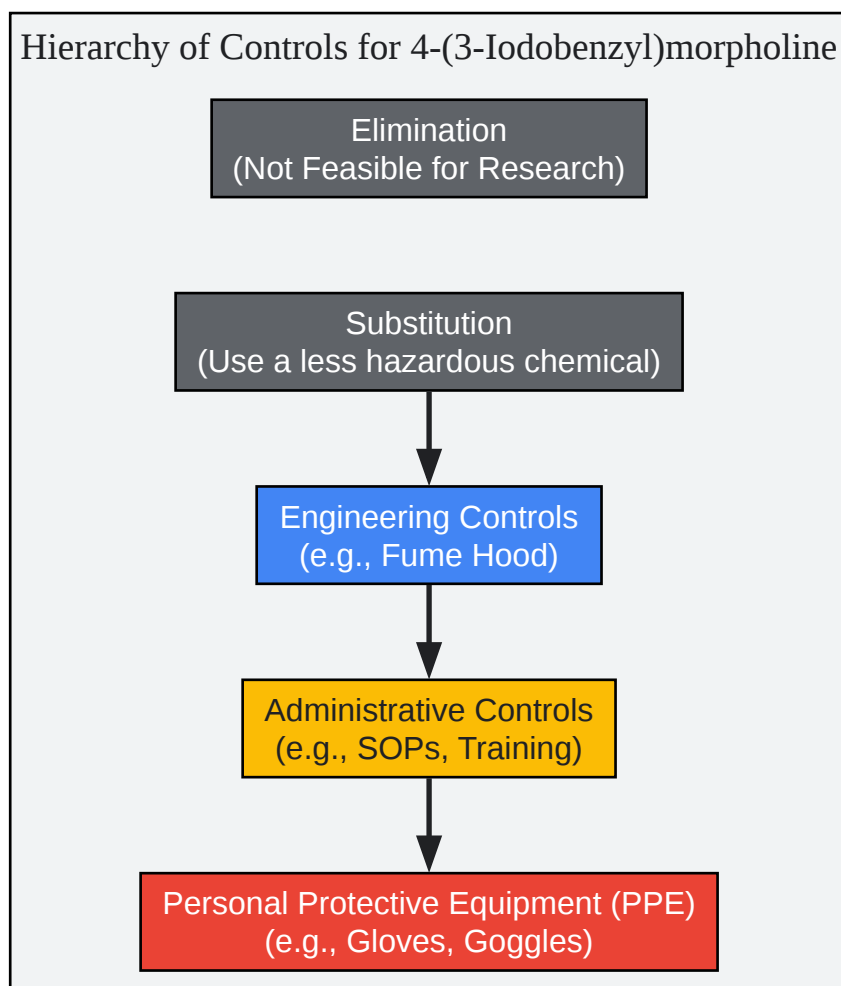 Hierarchy of Controls for 4-(3-Iodobenzyl)morpholine
Elimination
(Not Feasible for Research)
Substitution
(Use a less hazardous chemical)
Engineering Controls
(e.g., Fume Hood)
Administrative Controls
(e.g., SOPs, Training)
Personal Protective Equipment (PPE)
(e.g., Gloves, Goggles)